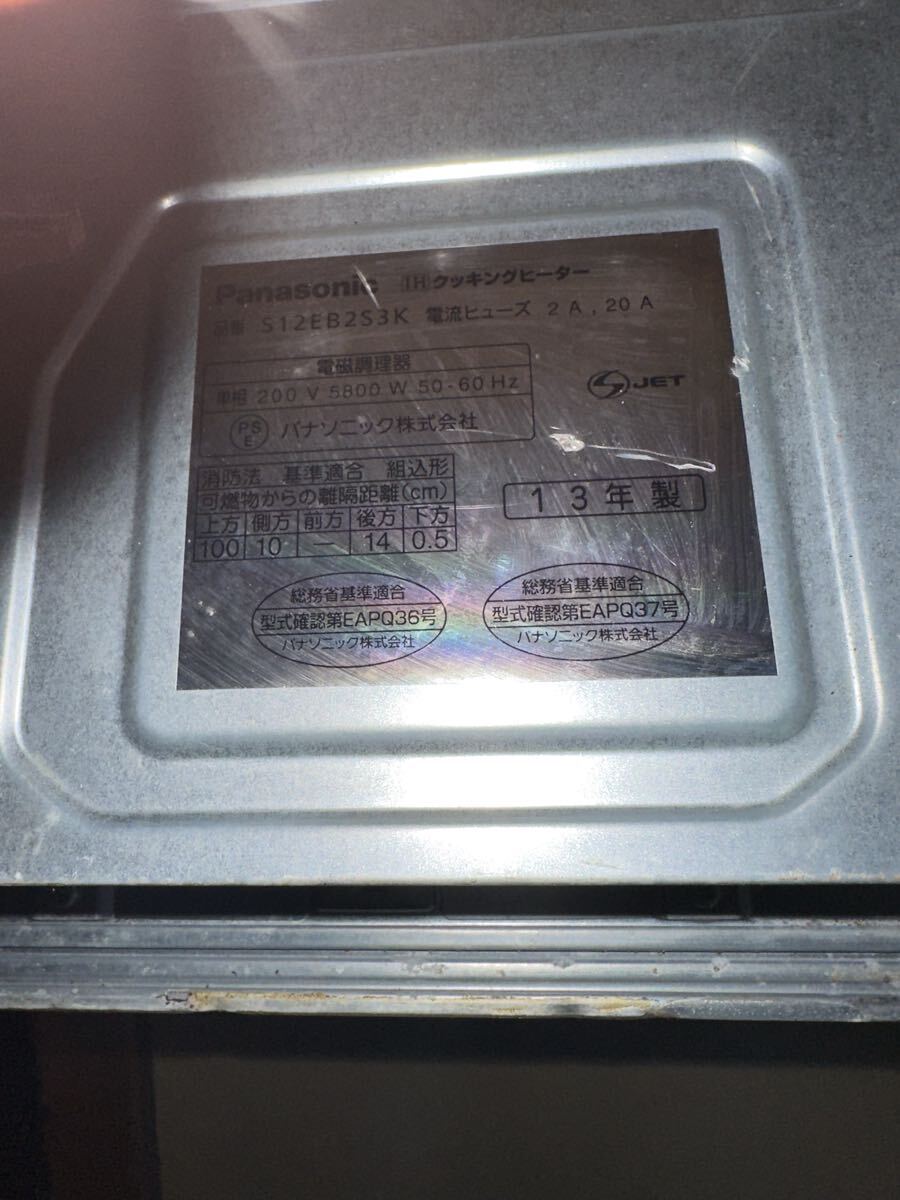 Panasonic IH クッキングヒーター
品番 S12EB2S3K 電流ヒューズ 2A, 20A
電磁調理器
単相 200V 5800W 50-60Hz
PS
E
パナソニック株式会社
JET
消防法 基準適合 組込形
可燃物からの離隔距離(cm)
上方 側方 前方 後方 下方
100 10 — 14 0.5
13年製
総務省基準適合
型式確認第EAPQ36号
パナソニック株式会社
総務省基準適合
型式確認第EAPQ37号
パナソニック株式会社